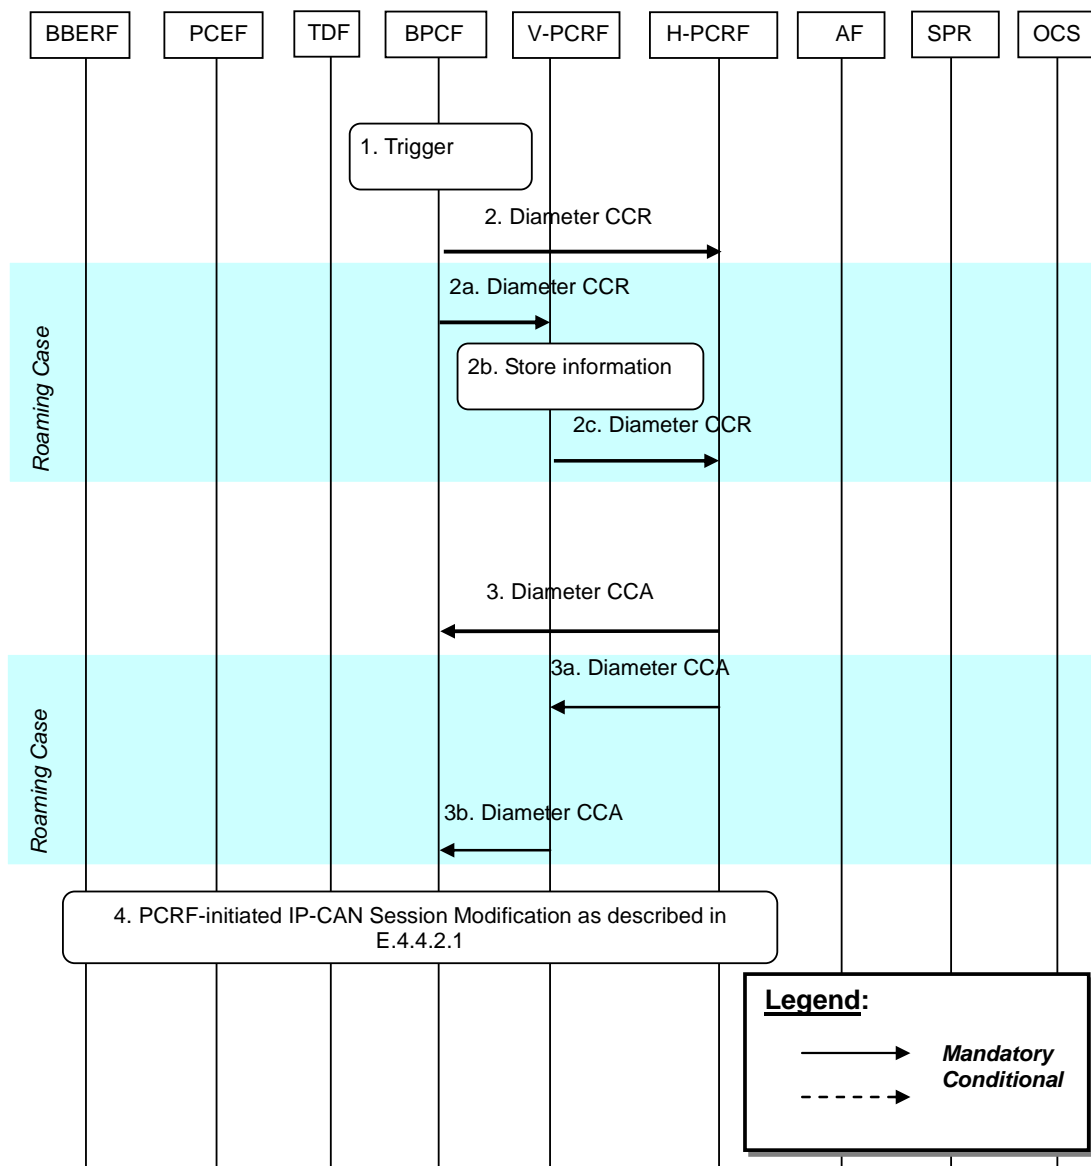 BBERF PCEF TDF BPCF V-PCRF H-PCRF AF SPR OCS
1. Trigger
2. Diameter CCR
2a. Diameter CCR
Roaming Case
2b. Store information
2c. Diameter CCR
3. Diameter CCA
3a. Diameter CCA
Roaming Case
3b. Diameter CCA
4. PCRF-initiated IP-CAN Session Modification as described in
E.4.4.2.1
Legend:
Mandatory
Conditional